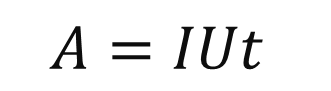 A = IUt